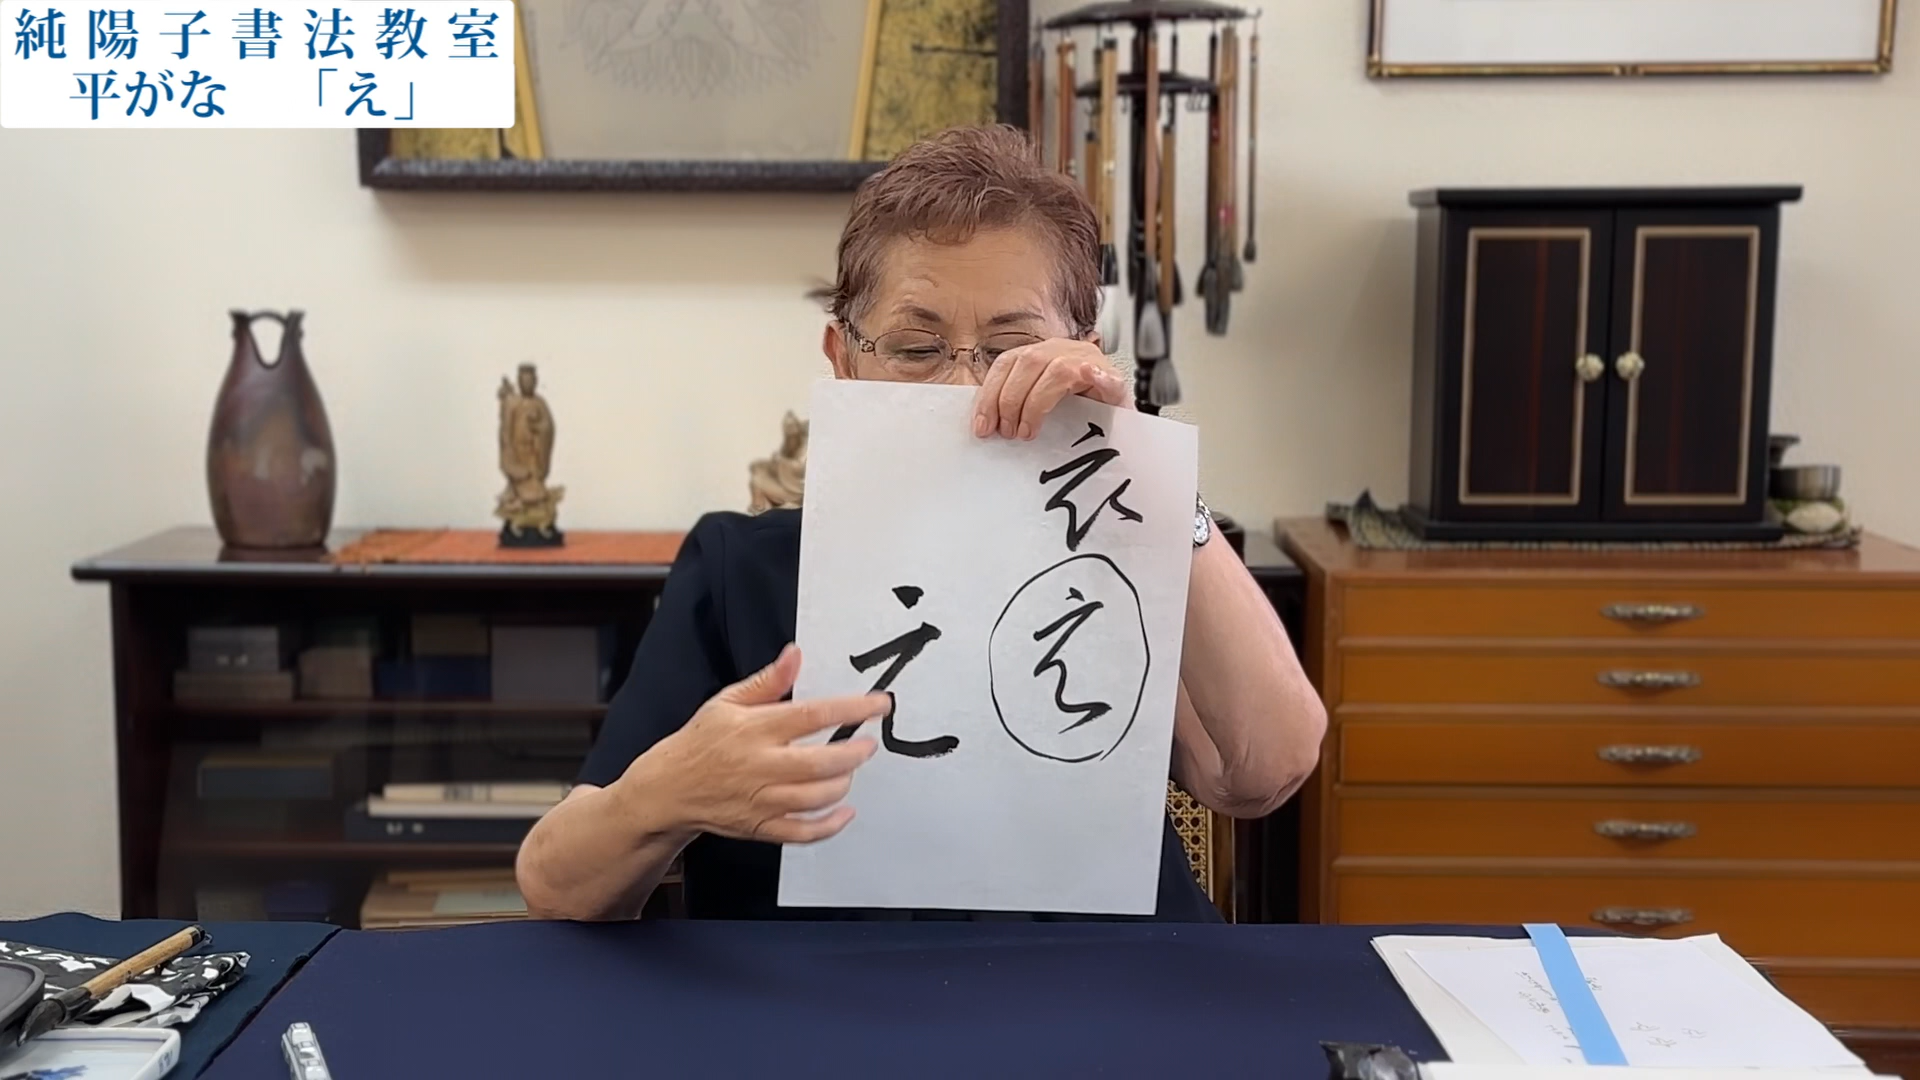 純陽子書法教室
平がな　「え」
衣
え
え